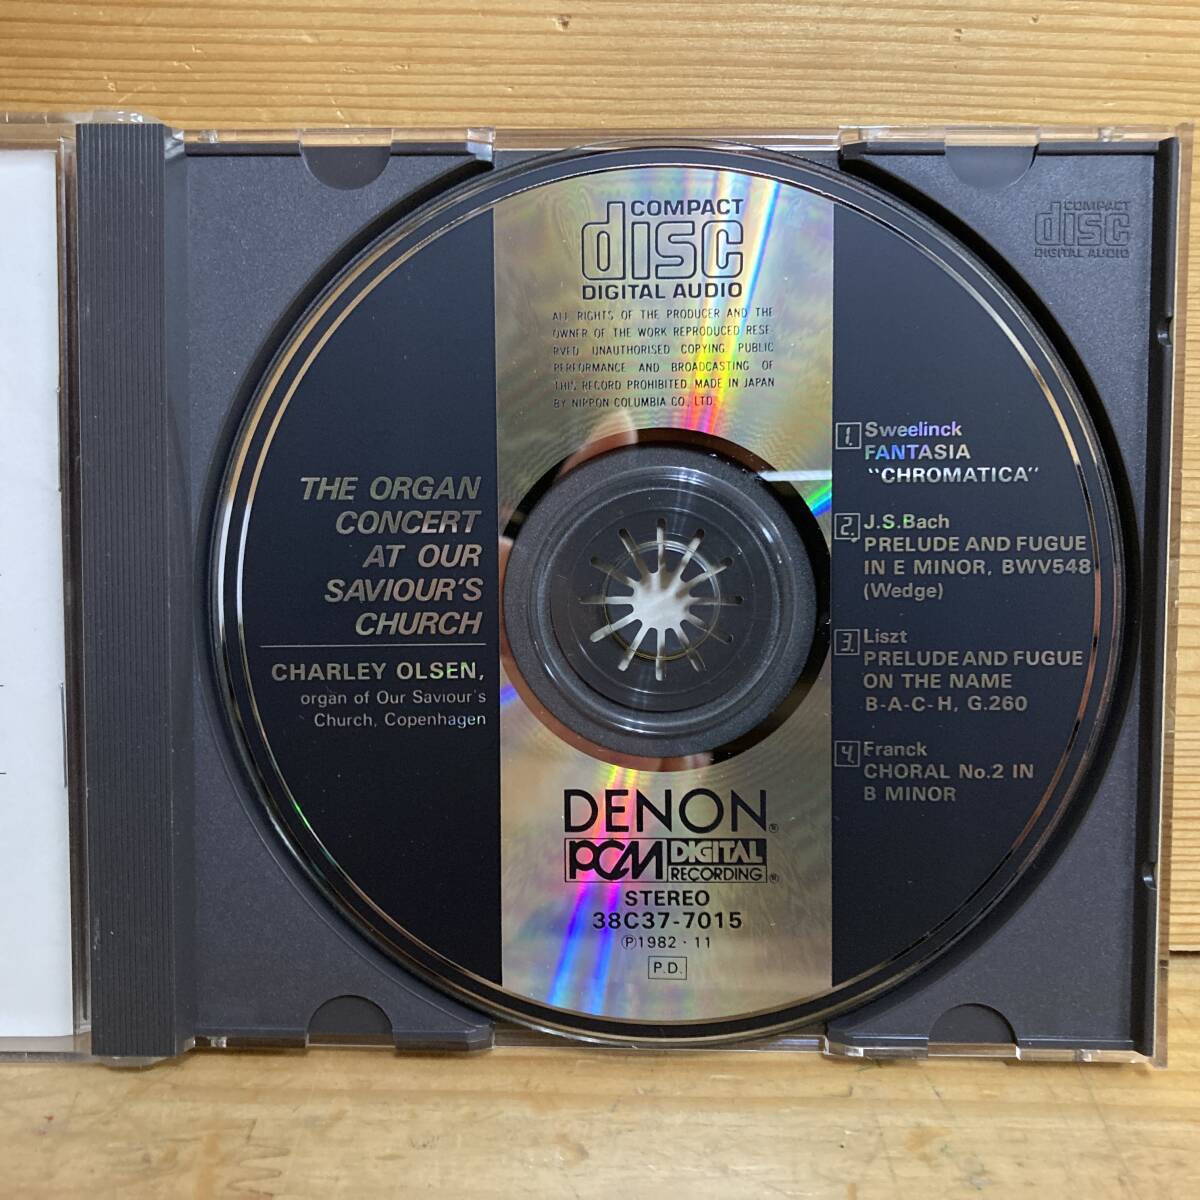 COMPACT
disc
DIGITAL AUDIO
ALL RIGHTS OF THE PRODUCER AND THE
OWNER OF THE WORK REPRODUCED RESE-
RVED UNAUTHORISED COPYING PUBLIC
PERFORMANCE AND BROADCASTING OF
THIS RECORD PROHIBITED. MADE IN JAPAN
BY NIPPON COLUMBIA CO., LTD.
THE ORGAN
CONCERT
AT OUR
SAVIOUR'S
CHURCH
CHARLEY OLSEN,
organ of Our Saviour's
Church, Copenhagen
1. Sweelinck
FANTASIA
"CHROMATICA"
2. J.S.Bach
PRELUDE AND FUGUE
IN E MINOR, BWV548
(Wedge)
3. Liszt
PRELUDE AND FUGUE
ON THE NAME
B-A-C-H, G.260
4. Franck
CHORAL No.2 IN
B MINOR
DENON®
PCM DIGITAL
RECORDING®
STEREO
38C37-7015
℗1982・11
P.D.
COMPACT
disc
DIGITAL AUDIO